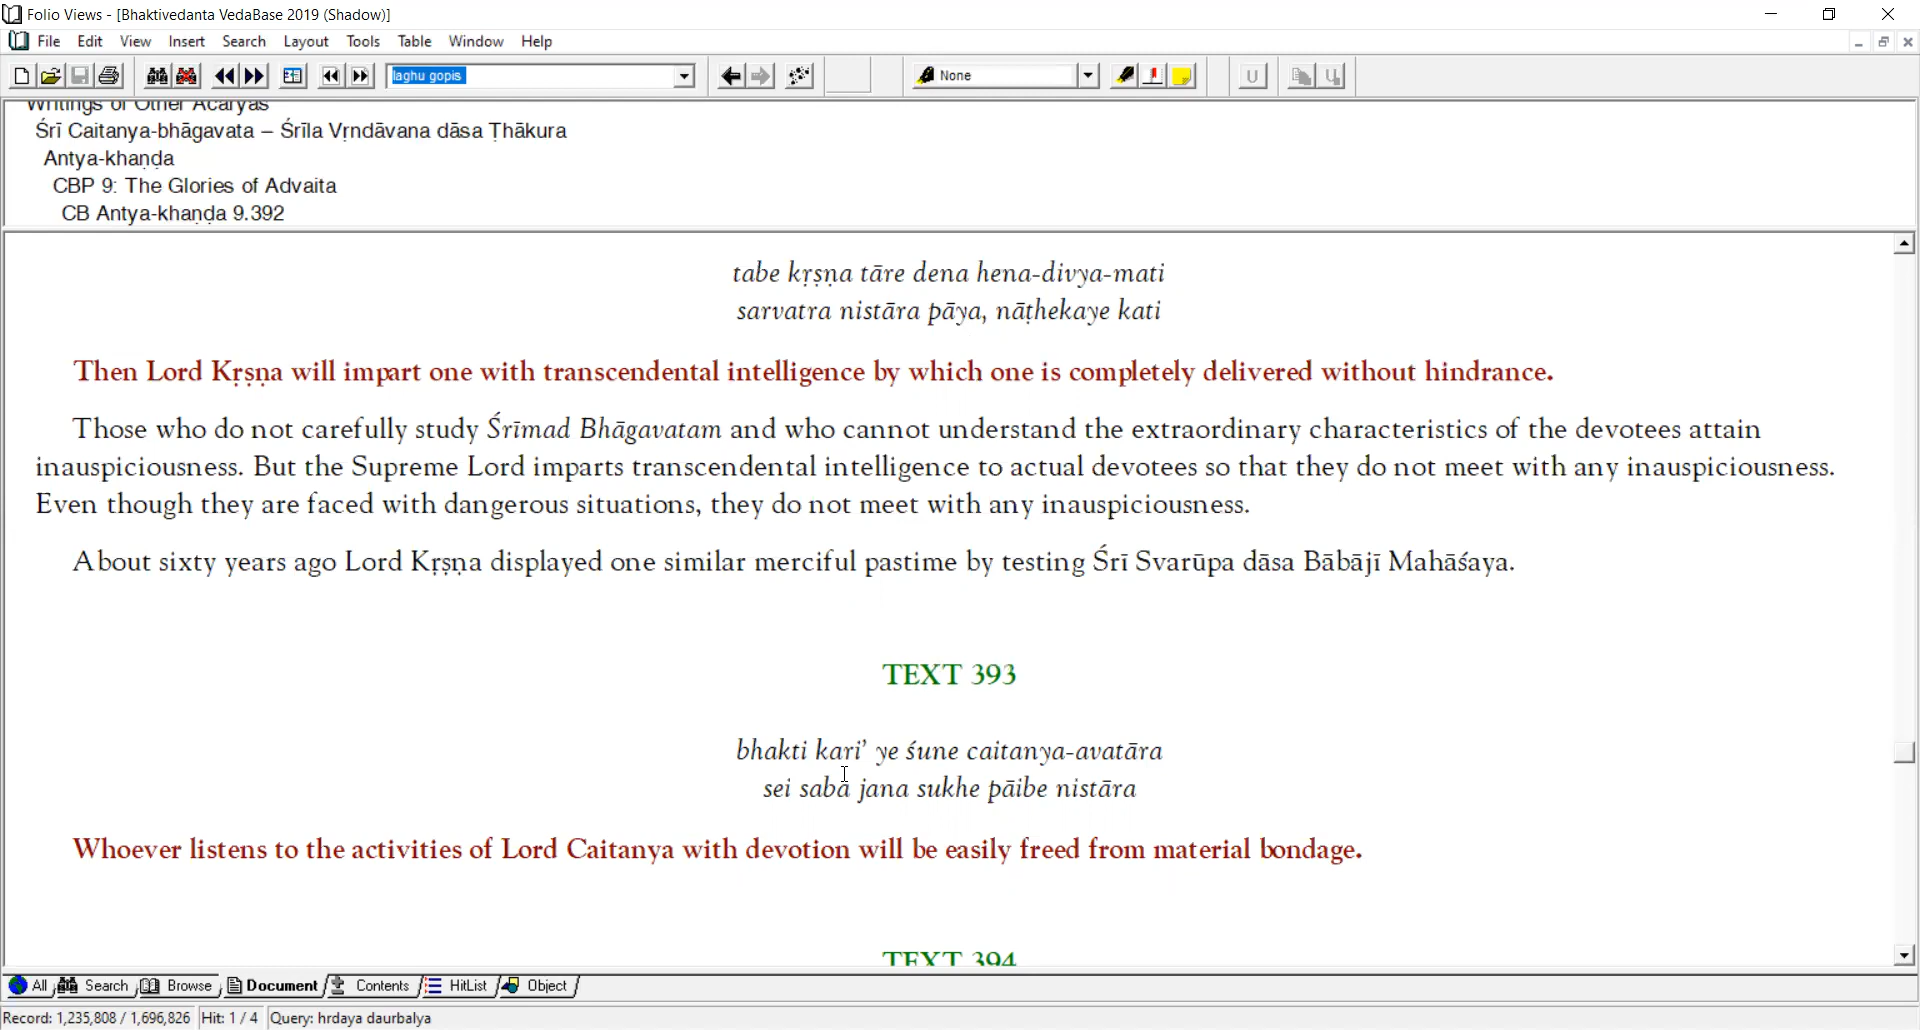 Folio Views - [Bhaktivedanta VedaBase 2019 (Shadow)]
File Edit View Insert Search Layout Tools Table Window Help
laghu gopis
None
Writings of Other Ācāryas
Śrī Caitanya-bhāgavata – Śrīla Vṛndāvana dāsa Ṭhākura
Antya-khaṇḍa
CBP 9: The Glories of Advaita
CB Antya-khaṇḍa 9.392
tabe kṛṣṇa tāre dena hena-divya-mati
sarvatra nistāra pāya, nāṭhekaye kati
Then Lord Kṛṣṇa will impart one with transcendental intelligence by which one is completely delivered without hindrance.
Those who do not carefully study Śrīmad Bhāgavatam and who cannot understand the extraordinary characteristics of the devotees attain
inauspiciousness. But the Supreme Lord imparts transcendental intelligence to actual devotees so that they do not meet with any inauspiciousness.
Even though they are faced with dangerous situations, they do not meet with any inauspiciousness.
About sixty years ago Lord Kṛṣṇa displayed one similar merciful pastime by testing Śrī Svarūpa dāsa Bābājī Mahāśaya.
TEXT 393
bhakti kari’ ye śune caitanya-avatāra
sei saba jana sukhe pāibe nistāra
Whoever listens to the activities of Lord Caitanya with devotion will be easily freed from material bondage.
TEXT 394
All Search Browse Document Contents HitList Object
Record: 1,235,808 / 1,696,826 Hit: 1 / 4 Query: hrdaya daurbalya